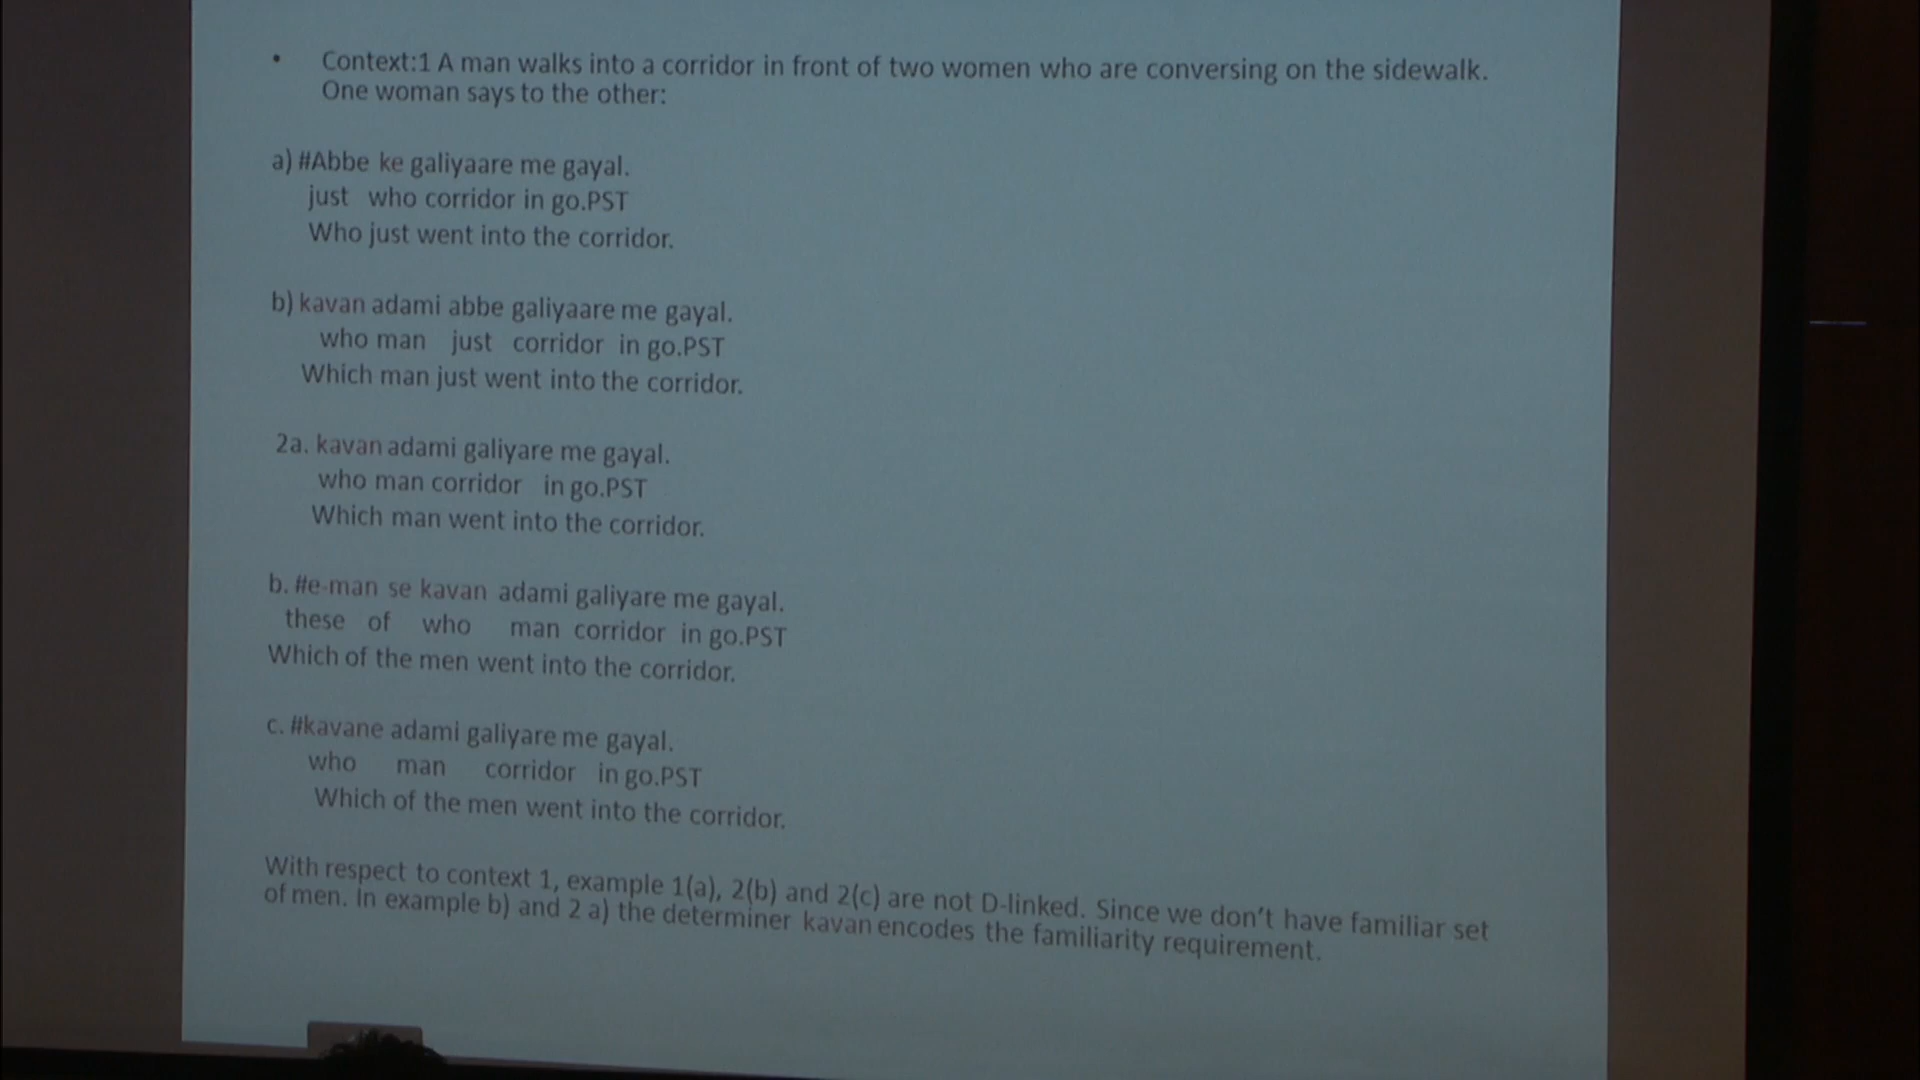 • Context:1 A man walks into a corridor in front of two women who are conversing on the sidewalk.
One woman says to the other:
a) #Abbe ke galiyaare me gayal.
just who corridor in go.PST
Who just went into the corridor.
b) kavan adami abbe galiyaare me gayal.
who man just corridor in go.PST
Which man just went into the corridor.
2a. kavan adami galiyare me gayal.
who man corridor in go.PST
Which man went into the corridor.
b. #e-man se kavan adami galiyare me gayal.
these of who man corridor in go.PST
Which of the men went into the corridor.
c. #kavane adami galiyare me gayal.
who man corridor in go.PST
Which of the men went into the corridor.
With respect to context 1, example 1(a), 2(b) and 2(c) are not D-linked. Since we don't have familiar set
of men. In example b) and 2 a) the determiner kavan encodes the familiarity requirement.